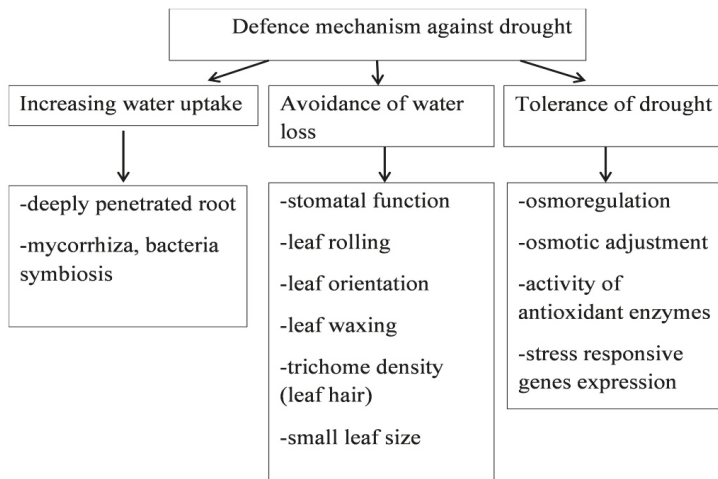 Defence mechanism against drought
Increasing water uptake
Avoidance of water
loss
Tolerance of drought
-deeply penetrated root
-mycorrhiza, bacteria
symbiosis
-stomatal function
-leaf rolling
-leaf orientation
-leaf waxing
-trichome density
(leaf hair)
-small leaf size
-osmoregulation
-osmotic adjustment
-activity of
antioxidant enzymes
-stress responsive
genes expression